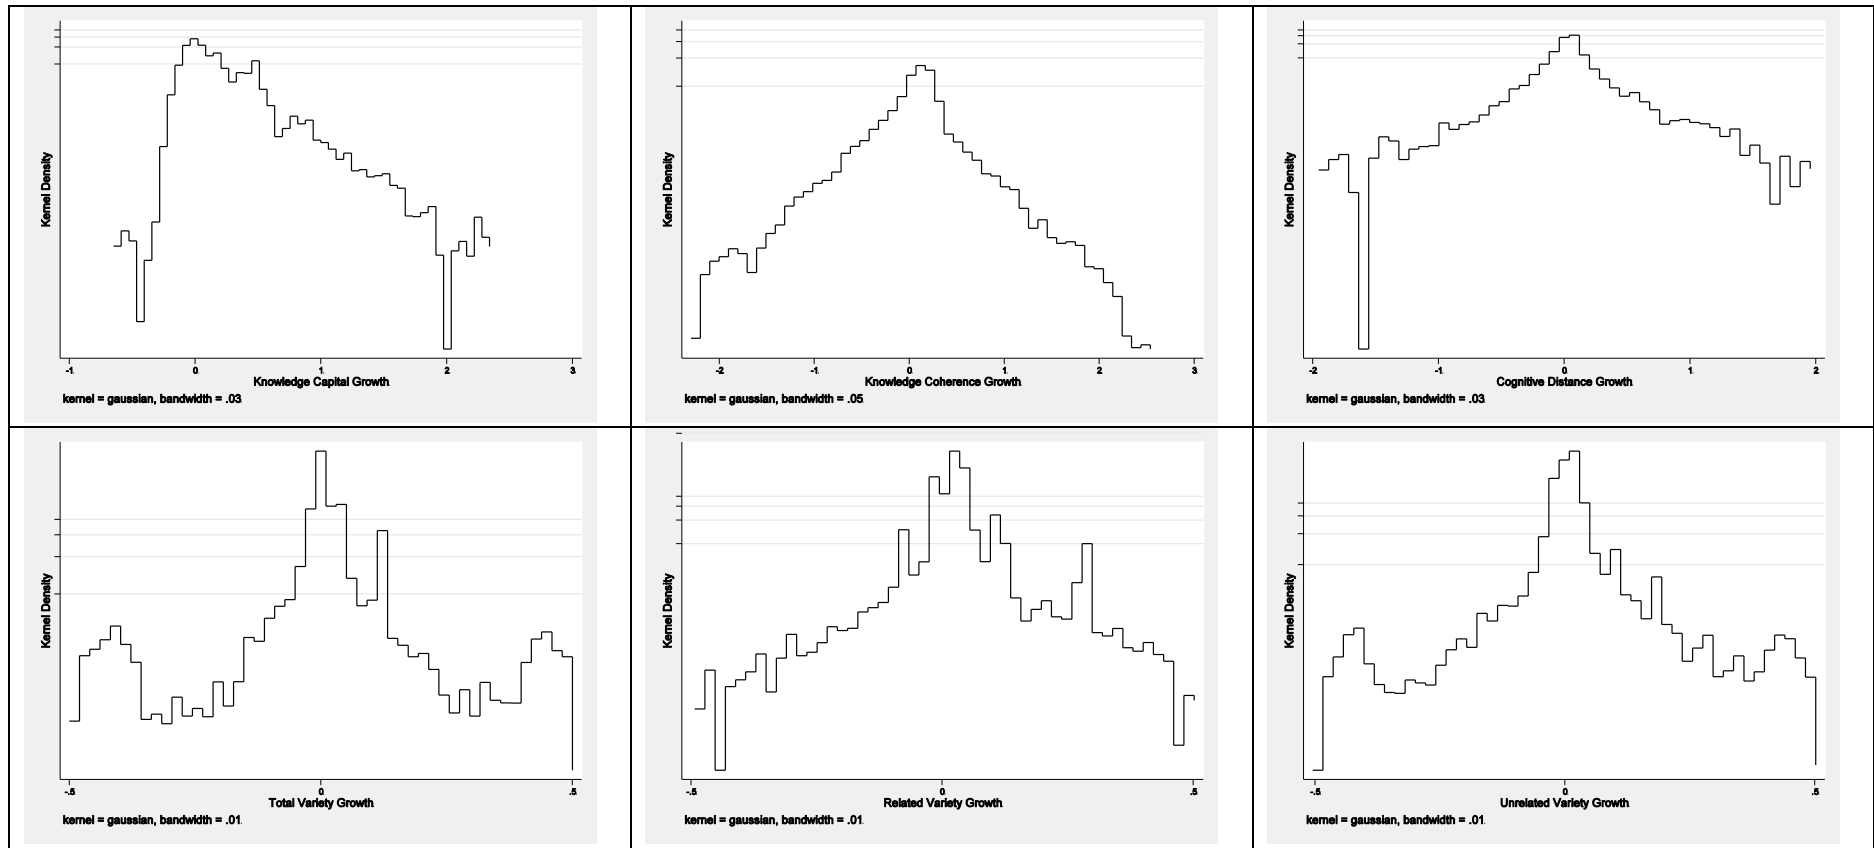 Kernel Density
-1 0 1 2 3
Knowledge Capital Growth
kernel = gaussian, bandwidth = .03
Kernel Density
-2 -1 0 1 2 3
Knowledge Coherence Growth
kernel = gaussian, bandwidth = .05
Kernel Density
-2 -1 0 1 2
Cognitive Distance Growth
kernel = gaussian, bandwidth = .03
Kernel Density
-.5 0 .5
Total Variety Growth
kernel = gaussian, bandwidth = .01
Kernel Density
-.5 0 .5
Related Variety Growth
kernel = gaussian, bandwidth = .01
Kernel Density
-.5 0 .5
Unrelated Variety Growth
kernel = gaussian, bandwidth = .01